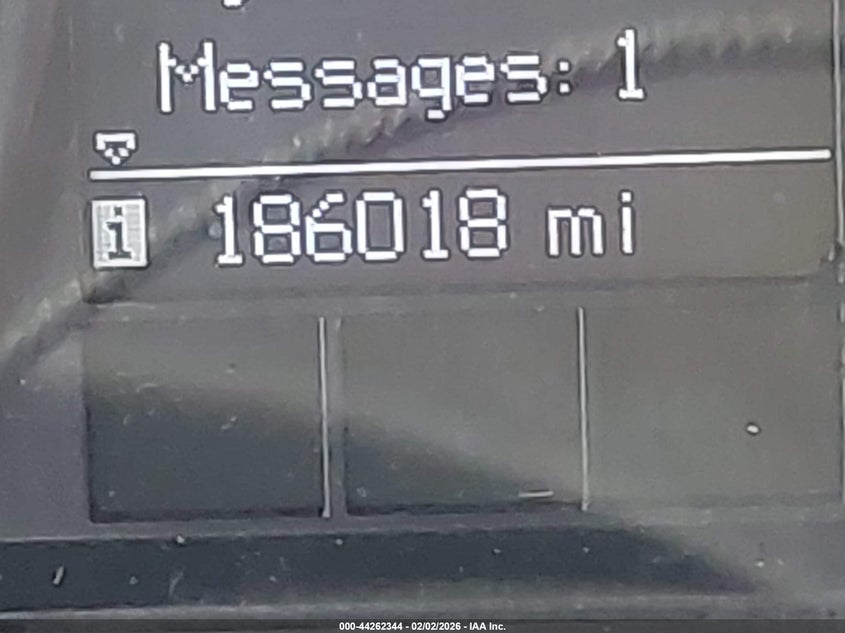 Messages: 1
i 186018 mi
000-44262344 - 02/02/2026 - IAA Inc.